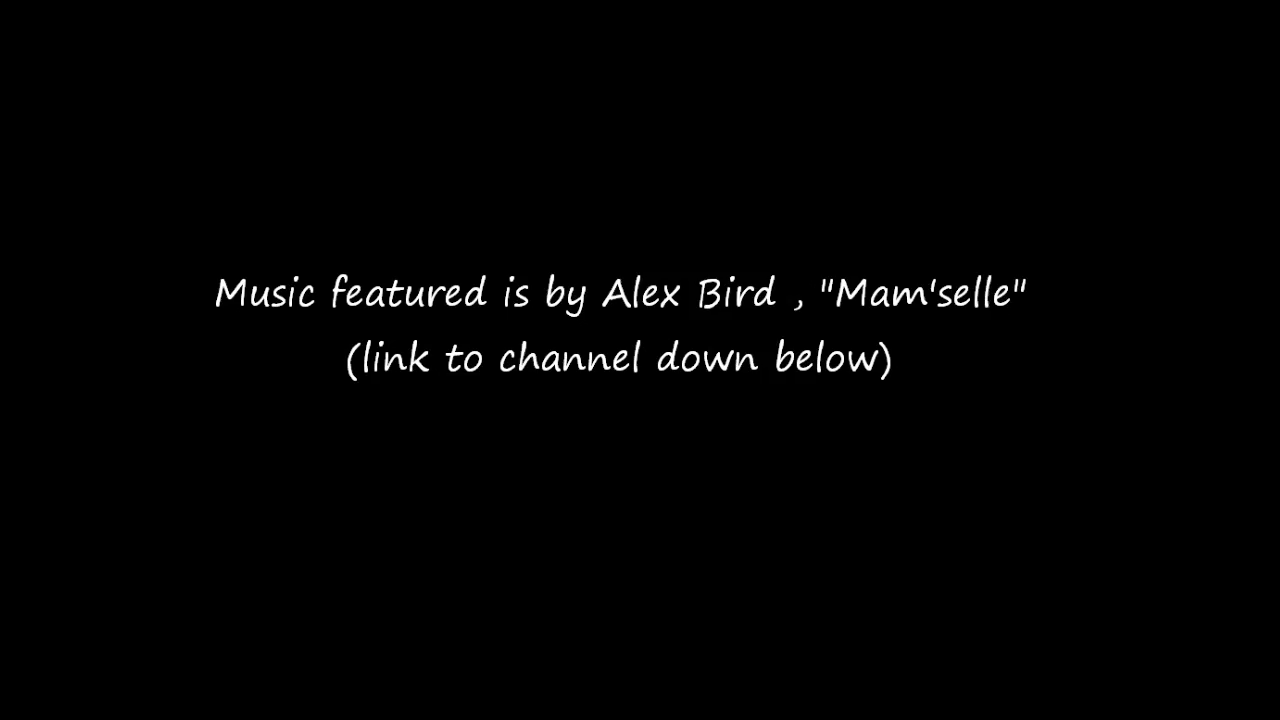 Music featured is by Alex Bird , "Mam'selle"
(link to channel down below)